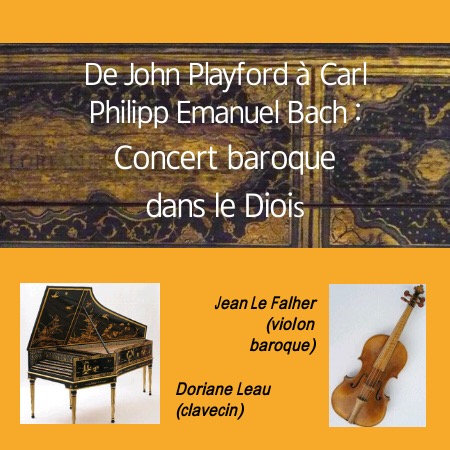 De John Playford à Carl
Philipp Emanuel Bach :
Concert baroque
dans le Diois
Jean Le Falher
(violon
baroque)
Doriane Leau
(clavecin)